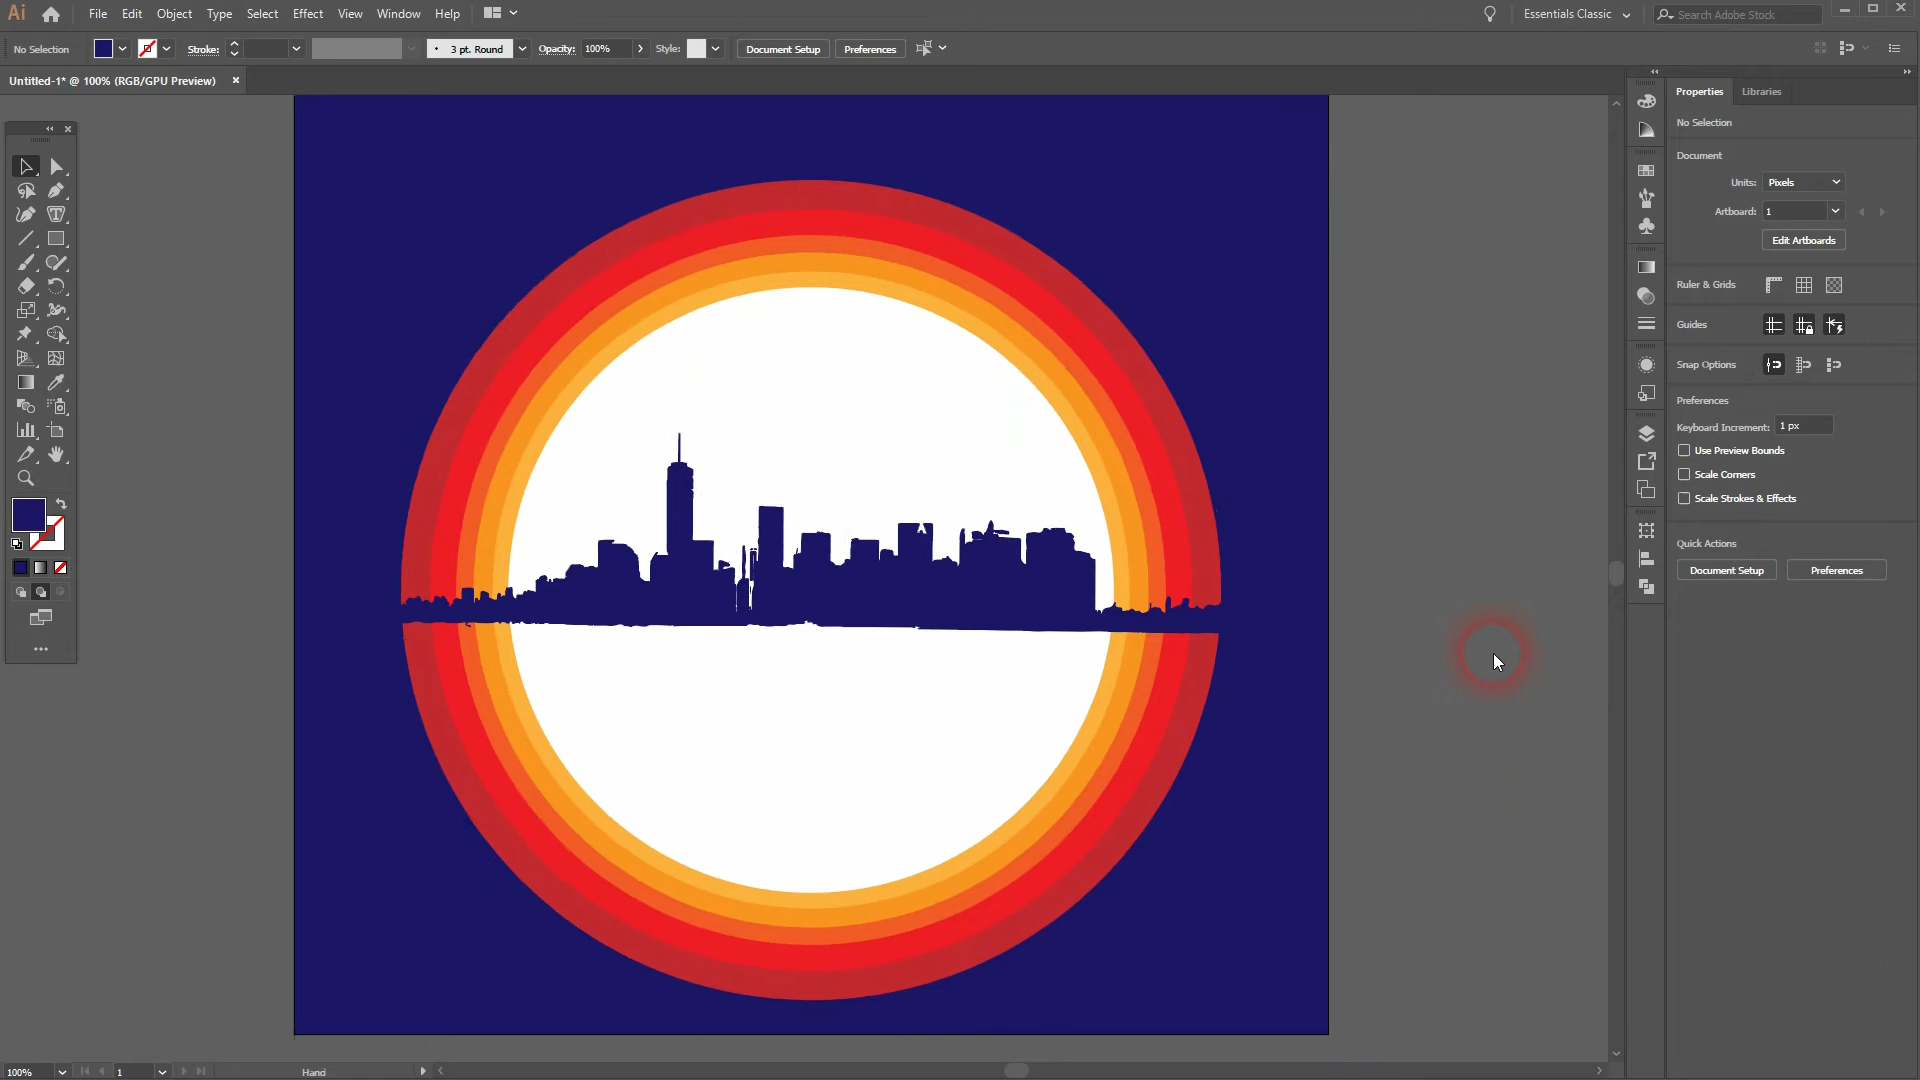 Ai File Edit Object Type Select Effect View Window Help Essentials Classic Search Adobe Stock
No Selection Stroke: 3 pt. Round Opacity: 100% Style: Document Setup Preferences
Untitled-1* @ 100% (RGB/GPU Preview)
Properties Libraries
No Selection
Document
Units: Pixels
Artboard: 1
Edit Artboards
Ruler & Grids
Guides
Snap Options
Preferences
Keyboard Increment: 1 px
Use Preview Bounds
Scale Corners
Scale Strokes & Effects
Quick Actions
Document Setup Preferences
100% 1 Hand